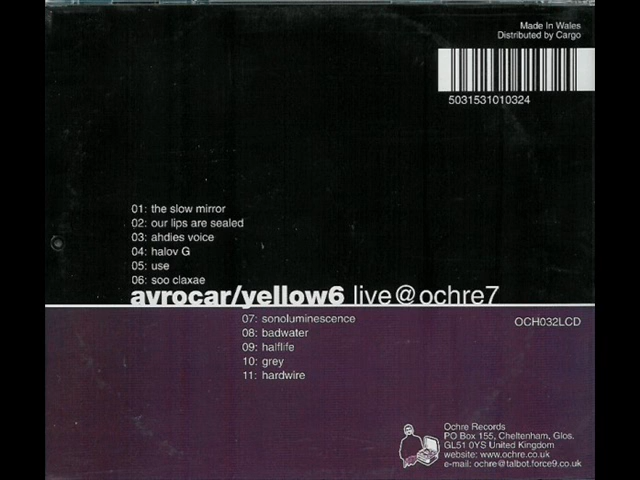 Made In Wales
Distributed by Cargo
5031531010324
01: the slow mirror
02: our lips are sealed
03: ahdies voice
04: halov G
05: use
06: soo claxae
avrocar/yellow6 live@ochre7
07: sonoluminescence
08: badwater
09: halflife
10: grey
11: hardwire
OCH032LCD
Ochre Records
PO Box 155, Cheltenham, Glos.
GL51 0YS United Kingdom
website: www.ochre.co.uk
e-mail: ochre@talbot.force9.co.uk